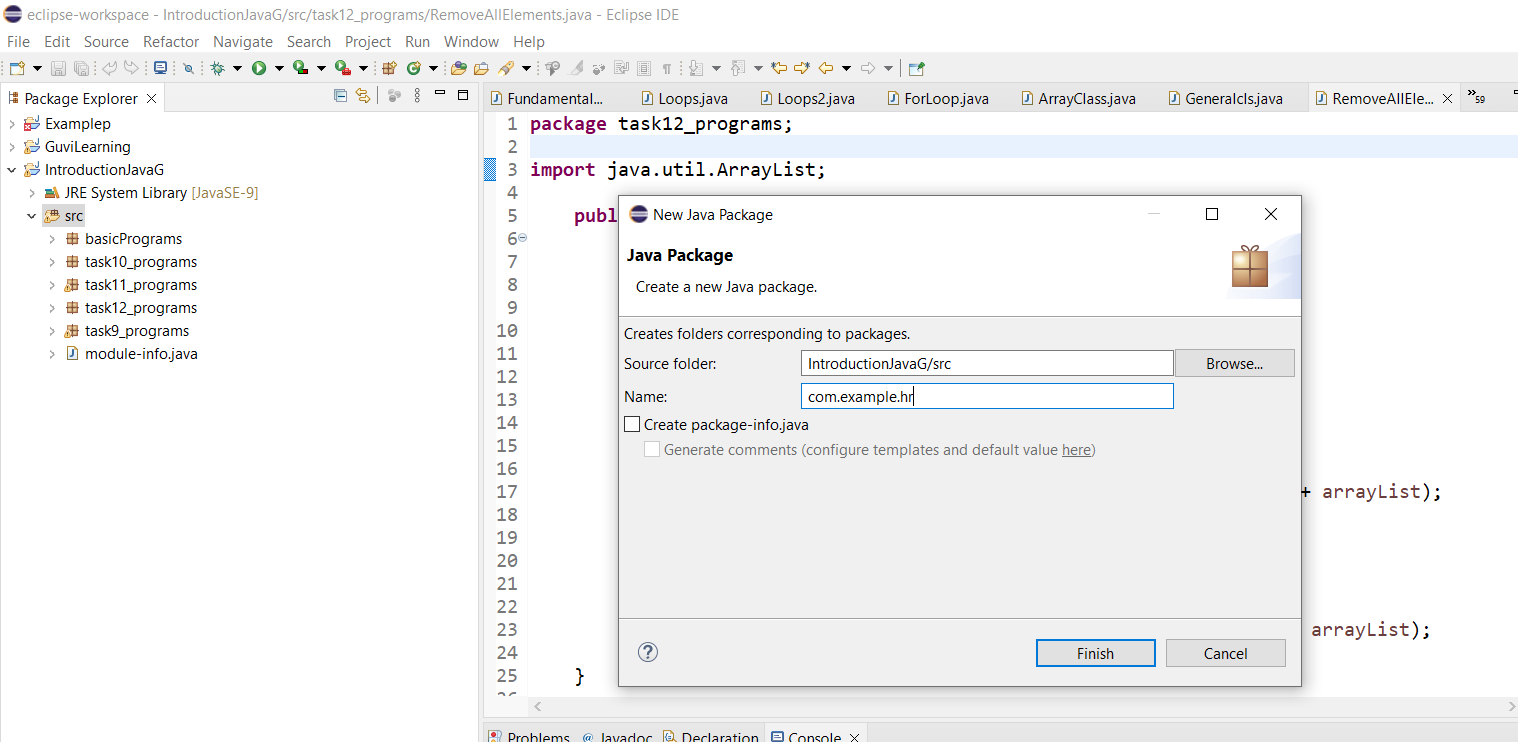 eclipse-workspace - IntroductionJavaG/src/task12_programs/RemoveAllElements.java - Eclipse IDE
File Edit Source Refactor Navigate Search Project Run Window Help
Package Explorer
Examplep
GuviLearning
IntroductionJavaG
JRE System Library [JavaSE-9]
src
basicPrograms
task10_programs
task11_programs
task12_programs
task9_programs
module-info.java
Fundamental... Loops.java Loops2.java ForLoop.java ArrayClass.java Generalcls.java RemoveAllEle... 59
1 package task12_programs;
2
3 import java.util.ArrayList;
4
5 publ
6
7
8
9
10
11
12
13
14
15
16
17 + arrayList);
18
19
20
21
22
23 arrayList);
24
25 }
New Java Package
Java Package
Create a new Java package.
Creates folders corresponding to packages.
Source folder: IntroductionJavaG/src Browse...
Name: com.example.hr
Create package-info.java
Generate comments (configure templates and default value here)
Finish Cancel
Problems @ Javadoc Declaration Console